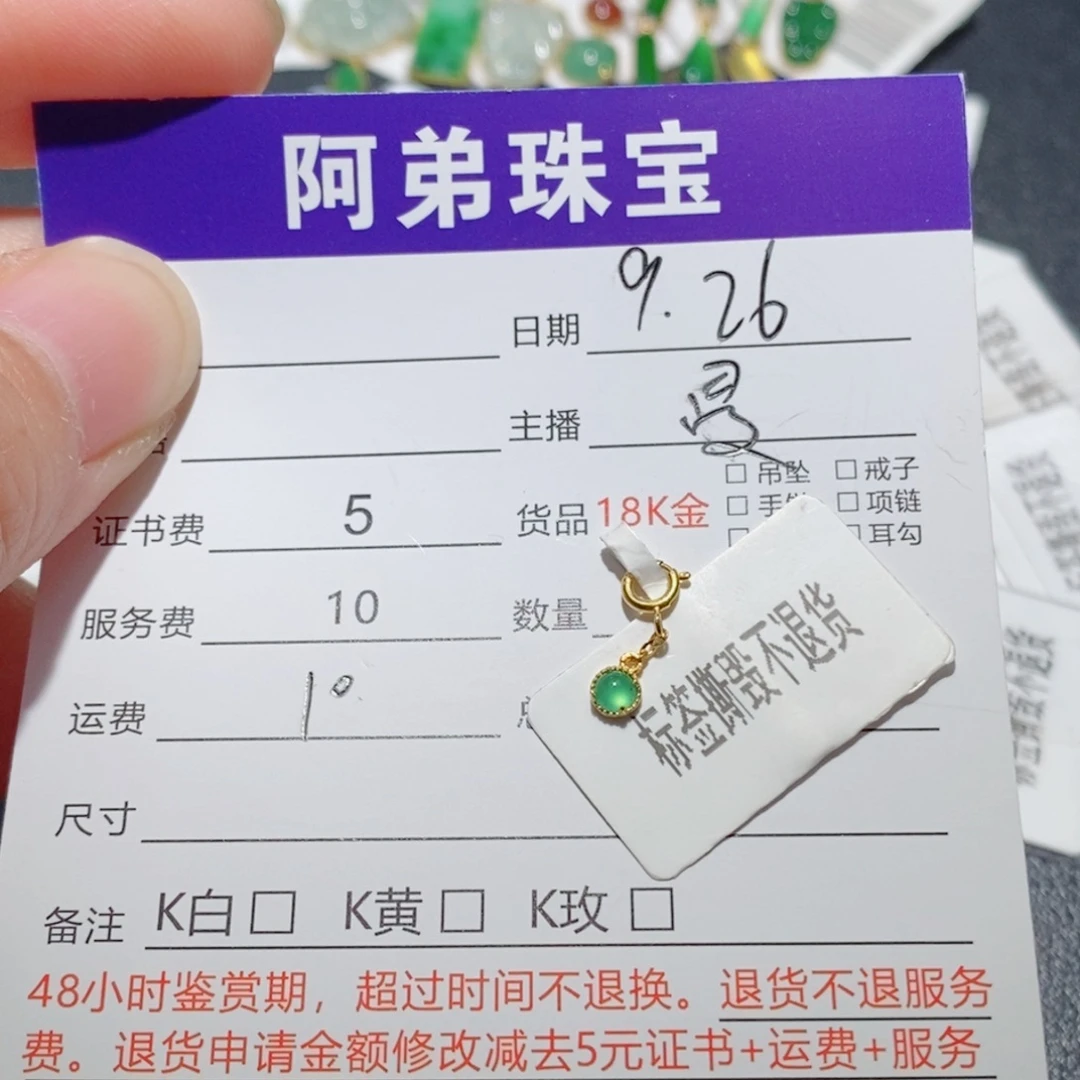 阿弟珠宝
日期 9.26
主播
□ 吊坠 □ 戒子
证书费 5 货品 18K金 □ 手 □ 项链
□ □ 耳勾
服务费 10 数量
标签撕毁不退货
运费 10
尺寸
备注 K白 □ K黄 □ K玫 □
48小时鉴赏期，超过时间不退换。退货不退服务
费。退货申请金额修改减去5元证书+运费+服务